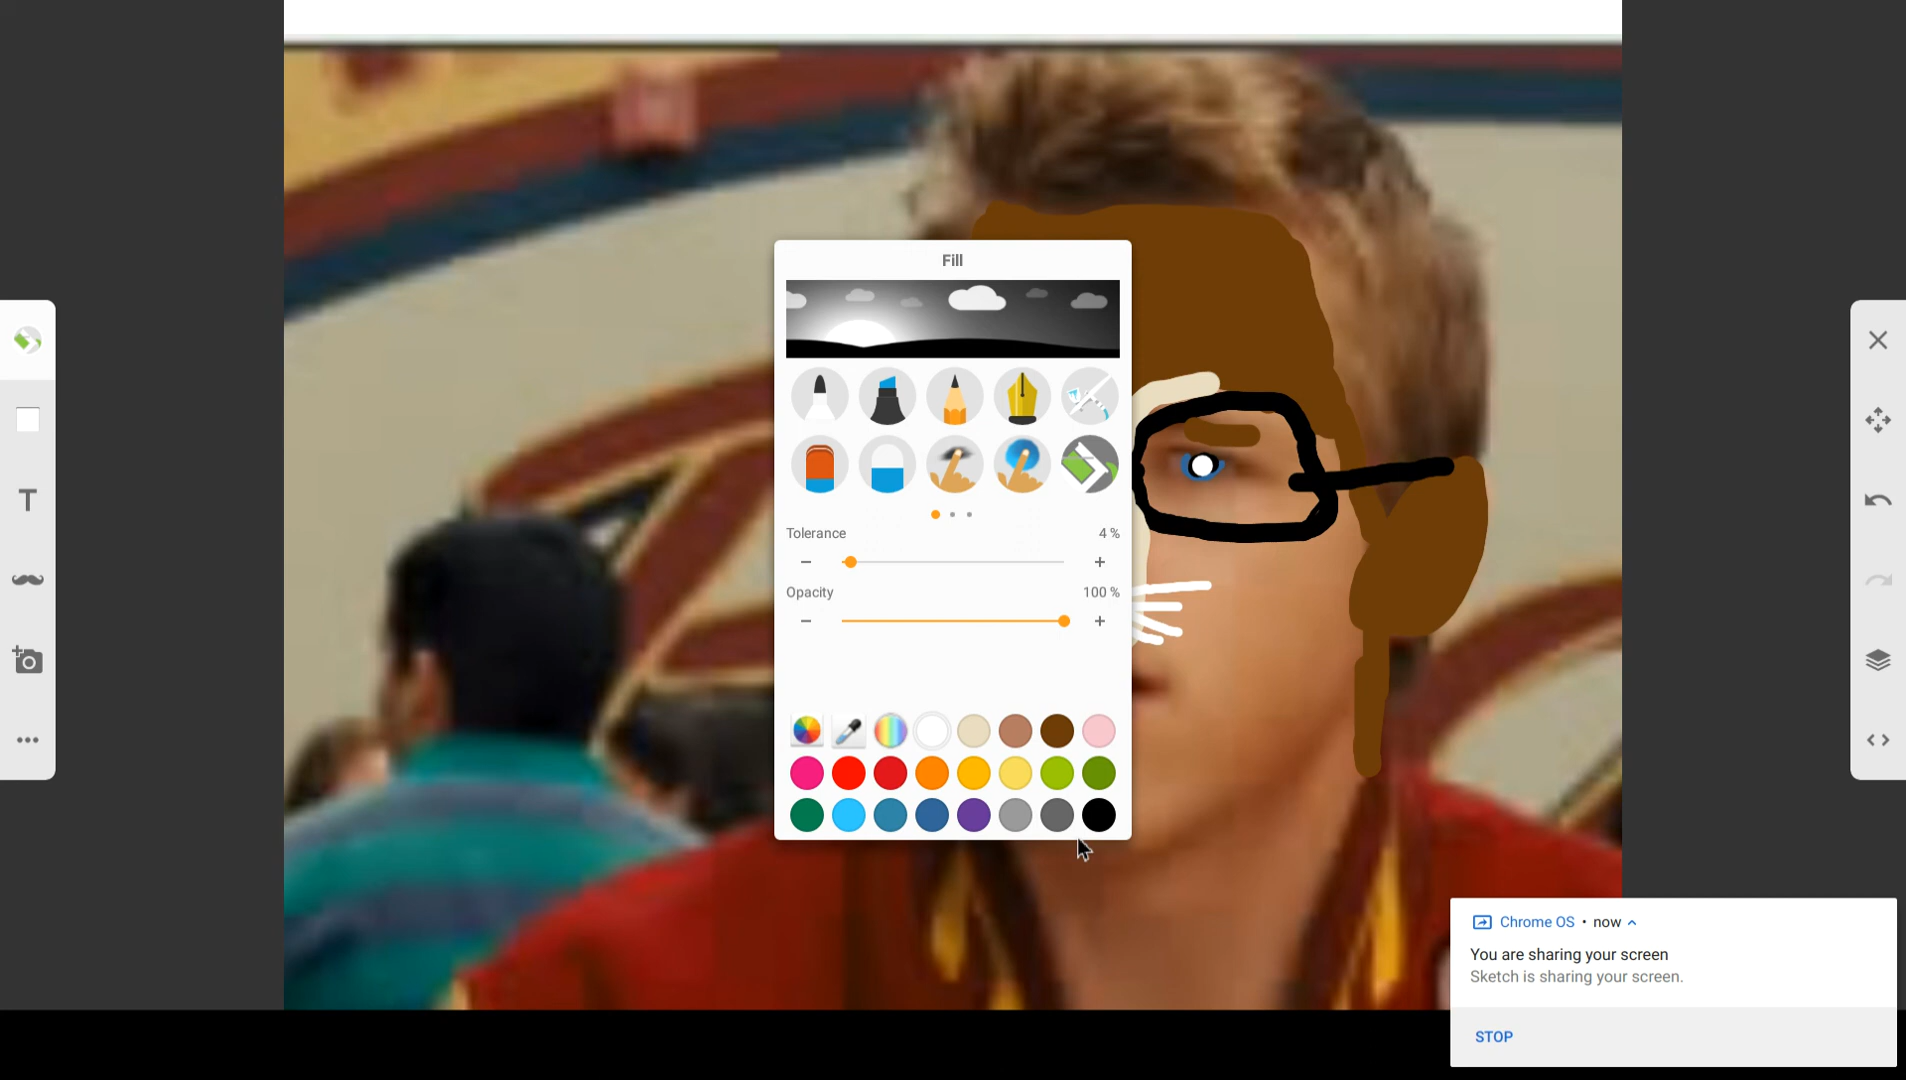 Fill
Tolerance 4 %
Opacity 100 %
T
Chrome OS • now
You are sharing your screen
Sketch is sharing your screen.
STOP